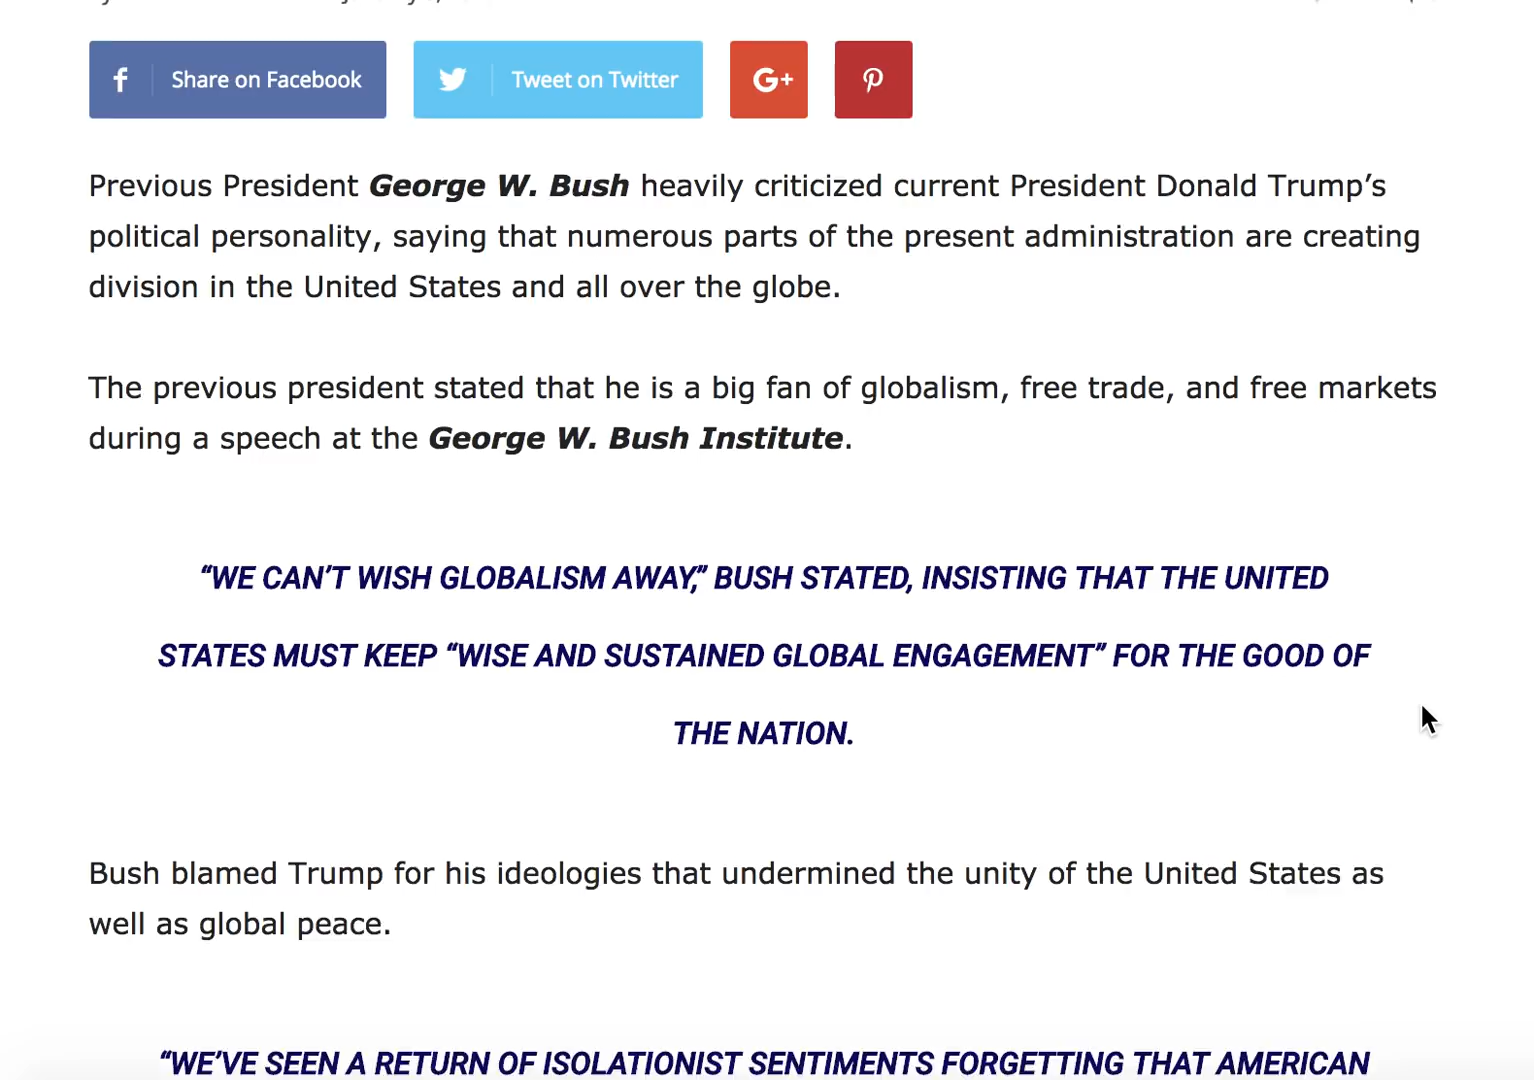 Share on Facebook
Tweet on Twitter
G+
Previous President George W. Bush heavily criticized current President Donald Trump’s
political personality, saying that numerous parts of the present administration are creating
division in the United States and all over the globe.
The previous president stated that he is a big fan of globalism, free trade, and free markets
during a speech at the George W. Bush Institute.
“WE CAN’T WISH GLOBALISM AWAY,” BUSH STATED, INSISTING THAT THE UNITED
STATES MUST KEEP “WISE AND SUSTAINED GLOBAL ENGAGEMENT” FOR THE GOOD OF
THE NATION.
Bush blamed Trump for his ideologies that undermined the unity of the United States as
well as global peace.
“WE’VE SEEN A RETURN OF ISOLATIONIST SENTIMENTS FORGETTING THAT AMERICAN